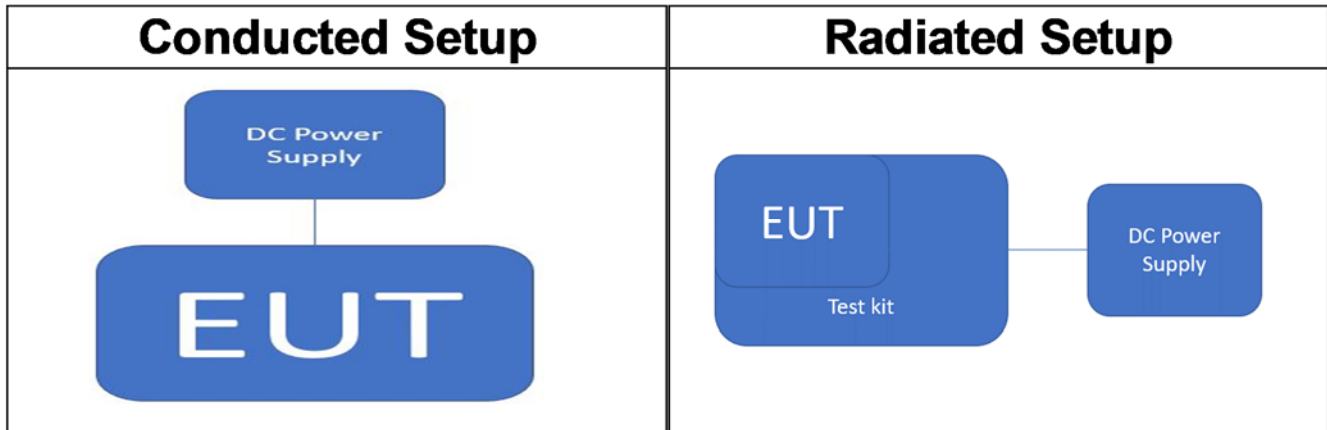 Conducted Setup
Radiated Setup
DC Power
Supply
EUT
EUT
Test kit
DC Power
Supply